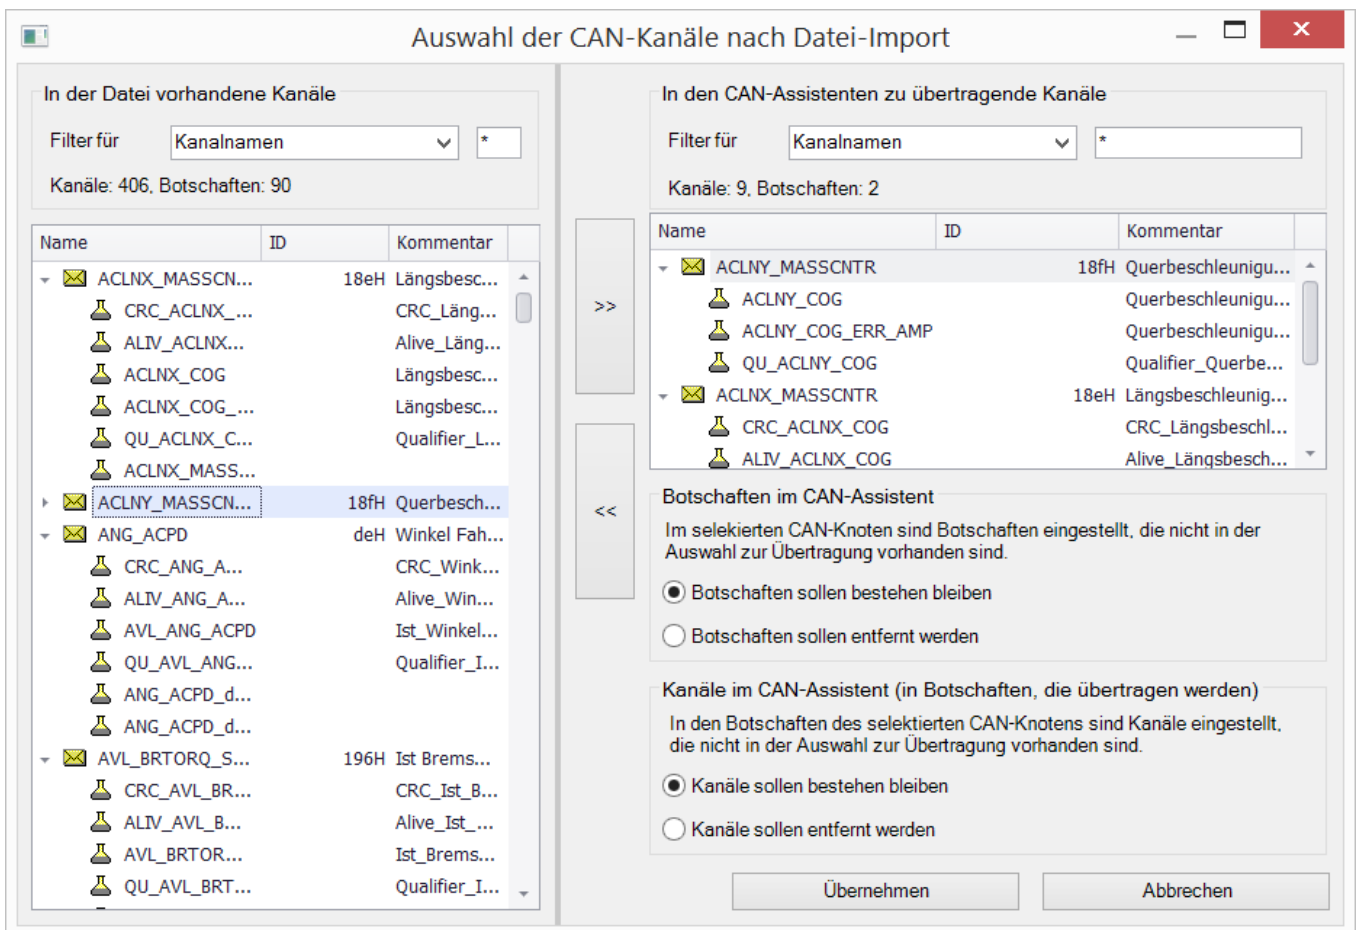 Auswahl der CAN-Kanäle nach Datei-Import
In der Datei vorhandene Kanäle
Filter für Kanalnamen *
Kanäle: 406, Botschaften: 90
Name ID Kommentar
ACLNX_MASSCN... 18eH Längsbesc...
CRC_ACLNX_... CRC_Läng...
ALIV_ACLNX... Alive_Läng...
ACLNX_COG Längsbesc...
ACLNX_COG_... Längsbesc...
QU_ACLNX_C... Qualifier_L...
ACLNX_MASS...
ACLNY_MASSCN... 18fH Querbesch...
ANG_ACPD deH Winkel Fah...
CRC_ANG_A... CRC_Wink...
ALIV_ANG_A... Alive_Win...
AVL_ANG_ACPD Ist_Winkel...
QU_AVL_ANG... Qualifier_I...
ANG_ACPD_d...
ANG_ACPD_d...
AVL_BRTORQ_S... 196H Ist Brems...
CRC_AVL_BR... CRC_Ist_B...
ALIV_AVL_B... Alive_Ist_...
AVL_BRTOR... Ist_Brems...
QU_AVL_BRT... Qualifier_I...
>>
<<
In den CAN-Assistenten zu übertragende Kanäle
Filter für Kanalnamen *
Kanäle: 9, Botschaften: 2
Name ID Kommentar
ACLNY_MASSCNTR 18fH Querbeschleunigu...
ACLNY_COG Querbeschleunigu...
ACLNY_COG_ERR_AMP Querbeschleunigu...
QU_ACLNY_COG Qualifier_Querbe...
ACLNX_MASSCNTR 18eH Längsbeschleunig...
CRC_ACLNX_COG CRC_Längsbeschl...
ALIV_ACLNX_COG Alive_Längsbesch...
Botschaften im CAN-Assistent
Im selekierten CAN-Knoten sind Botschaften eingestellt, die nicht in der
Auswahl zur Übertragung vorhanden sind.
Botschaften sollen bestehen bleiben
Botschaften sollen entfernt werden
Kanäle im CAN-Assistent (in Botschaften, die übertragen werden)
In den Botschaften des selektierten CAN-Knotens sind Kanäle eingestellt,
die nicht in der Auswahl zur Übertragung vorhanden sind.
Kanäle sollen bestehen bleiben
Kanäle sollen entfernt werden
Übernehmen Abbrechen